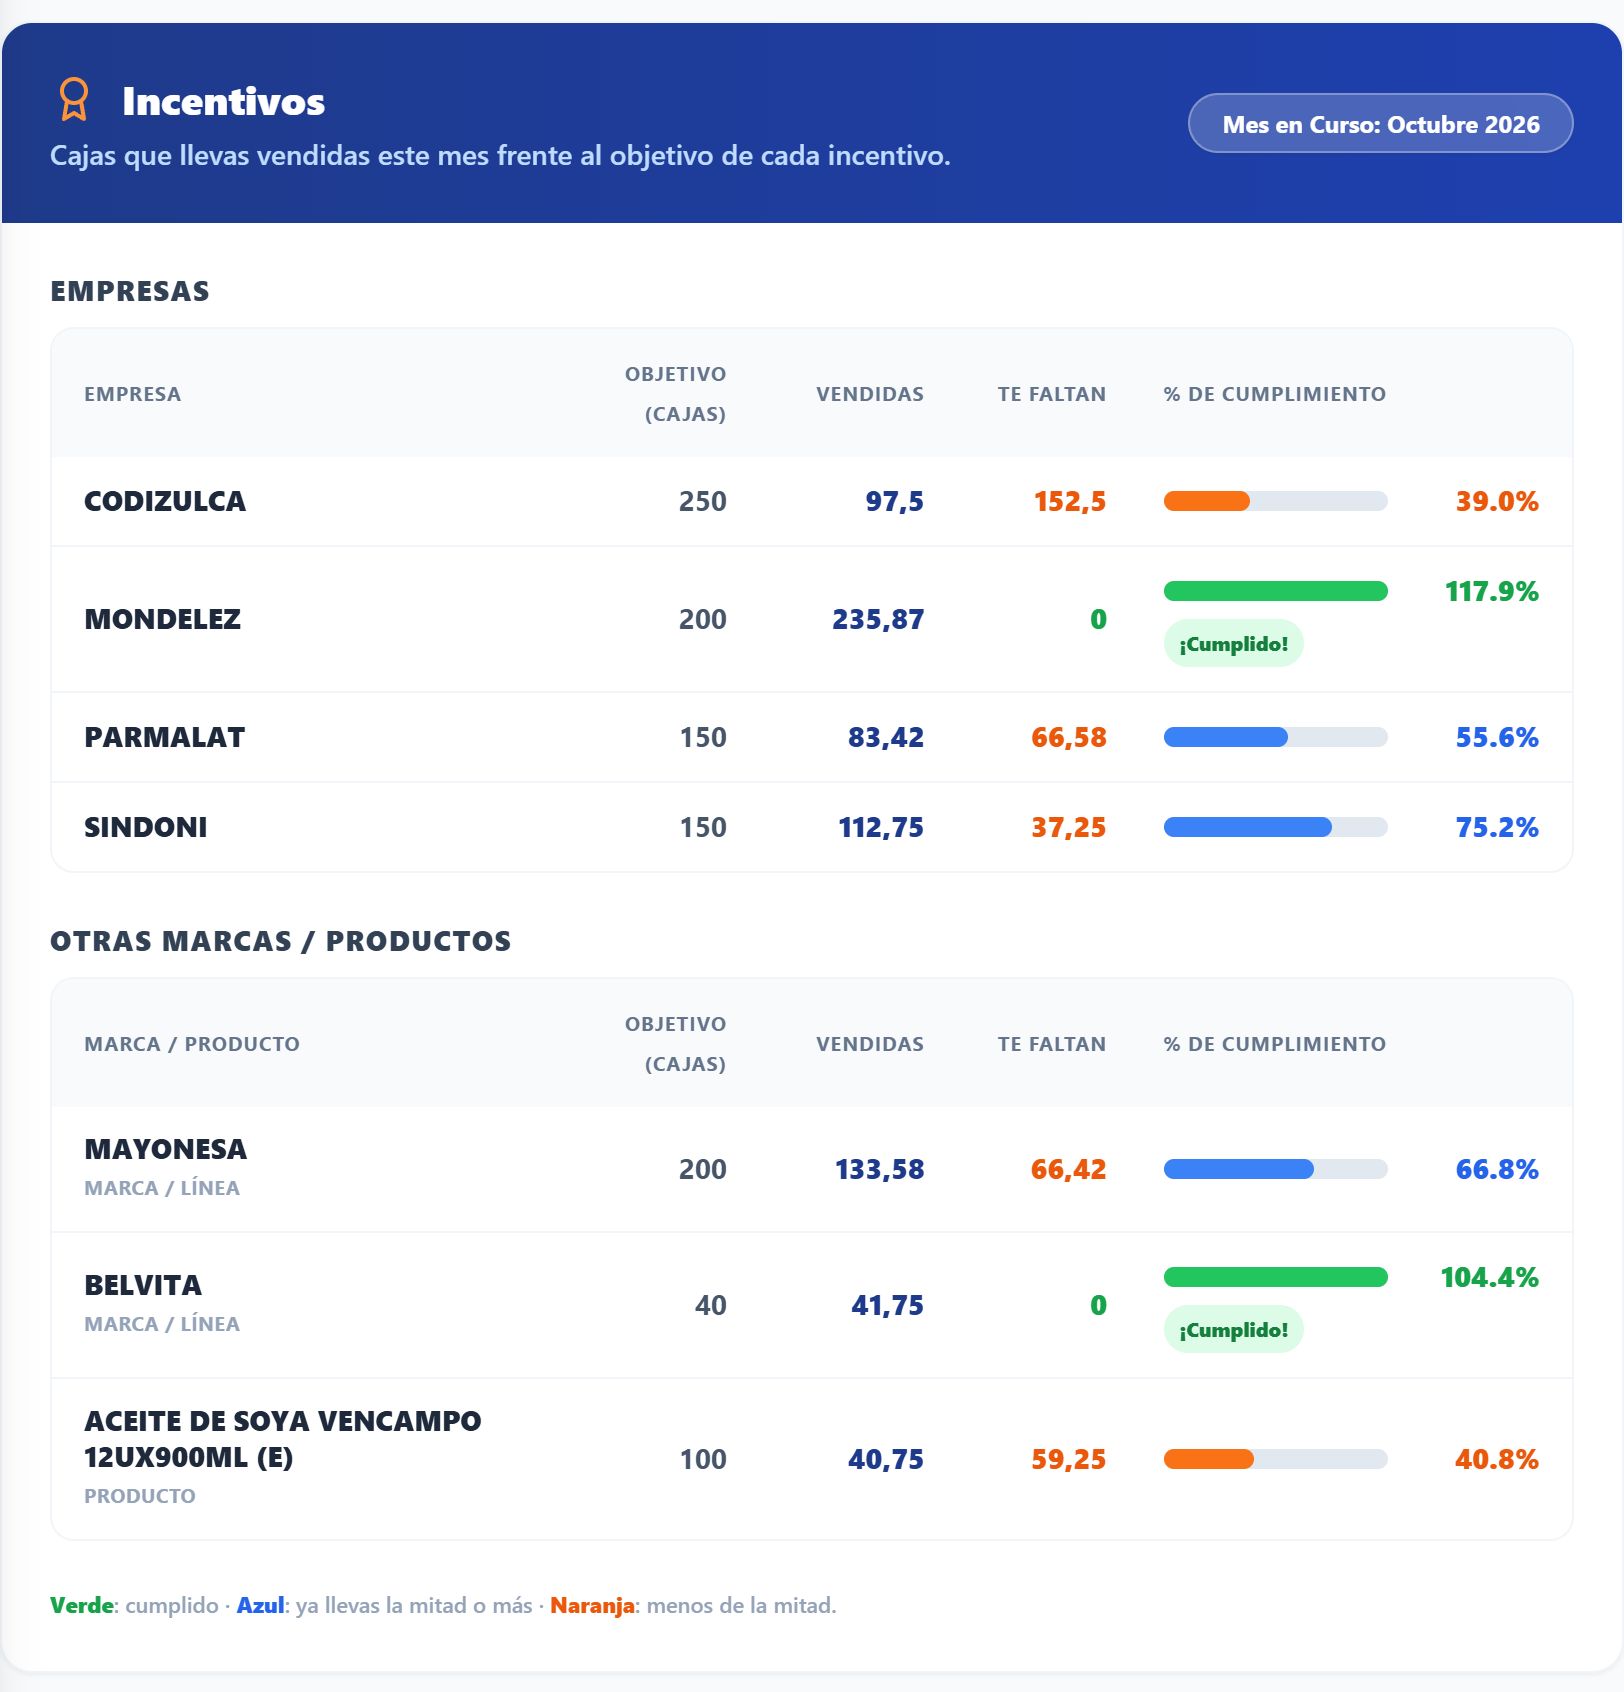 Incentivos
Cajas que llevas vendidas este mes frente al objetivo de cada incentivo.
Mes en Curso: Octubre 2026
EMPRESAS
EMPRESA OBJETIVO (CAJAS) VENDIDAS TE FALTAN % DE CUMPLIMIENTO
CODIZULCA 250 97,5 152,5 39.0%
MONDELEZ 200 235,87 0 117.9%
¡Cumplido!
PARMALAT 150 83,42 66,58 55.6%
SINDONI 150 112,75 37,25 75.2%
OTRAS MARCAS / PRODUCTOS
MARCA / PRODUCTO OBJETIVO (CAJAS) VENDIDAS TE FALTAN % DE CUMPLIMIENTO
MAYONESA 200 133,58 66,42 66.8%
MARCA / LÍNEA
BELVITA 40 41,75 0 104.4%
MARCA / LÍNEA ¡Cumplido!
ACEITE DE SOYA VENCAMPO
12UX900ML (E) 100 40,75 59,25 40.8%
PRODUCTO
Verde: cumplido · Azul: ya llevas la mitad o más · Naranja: menos de la mitad.